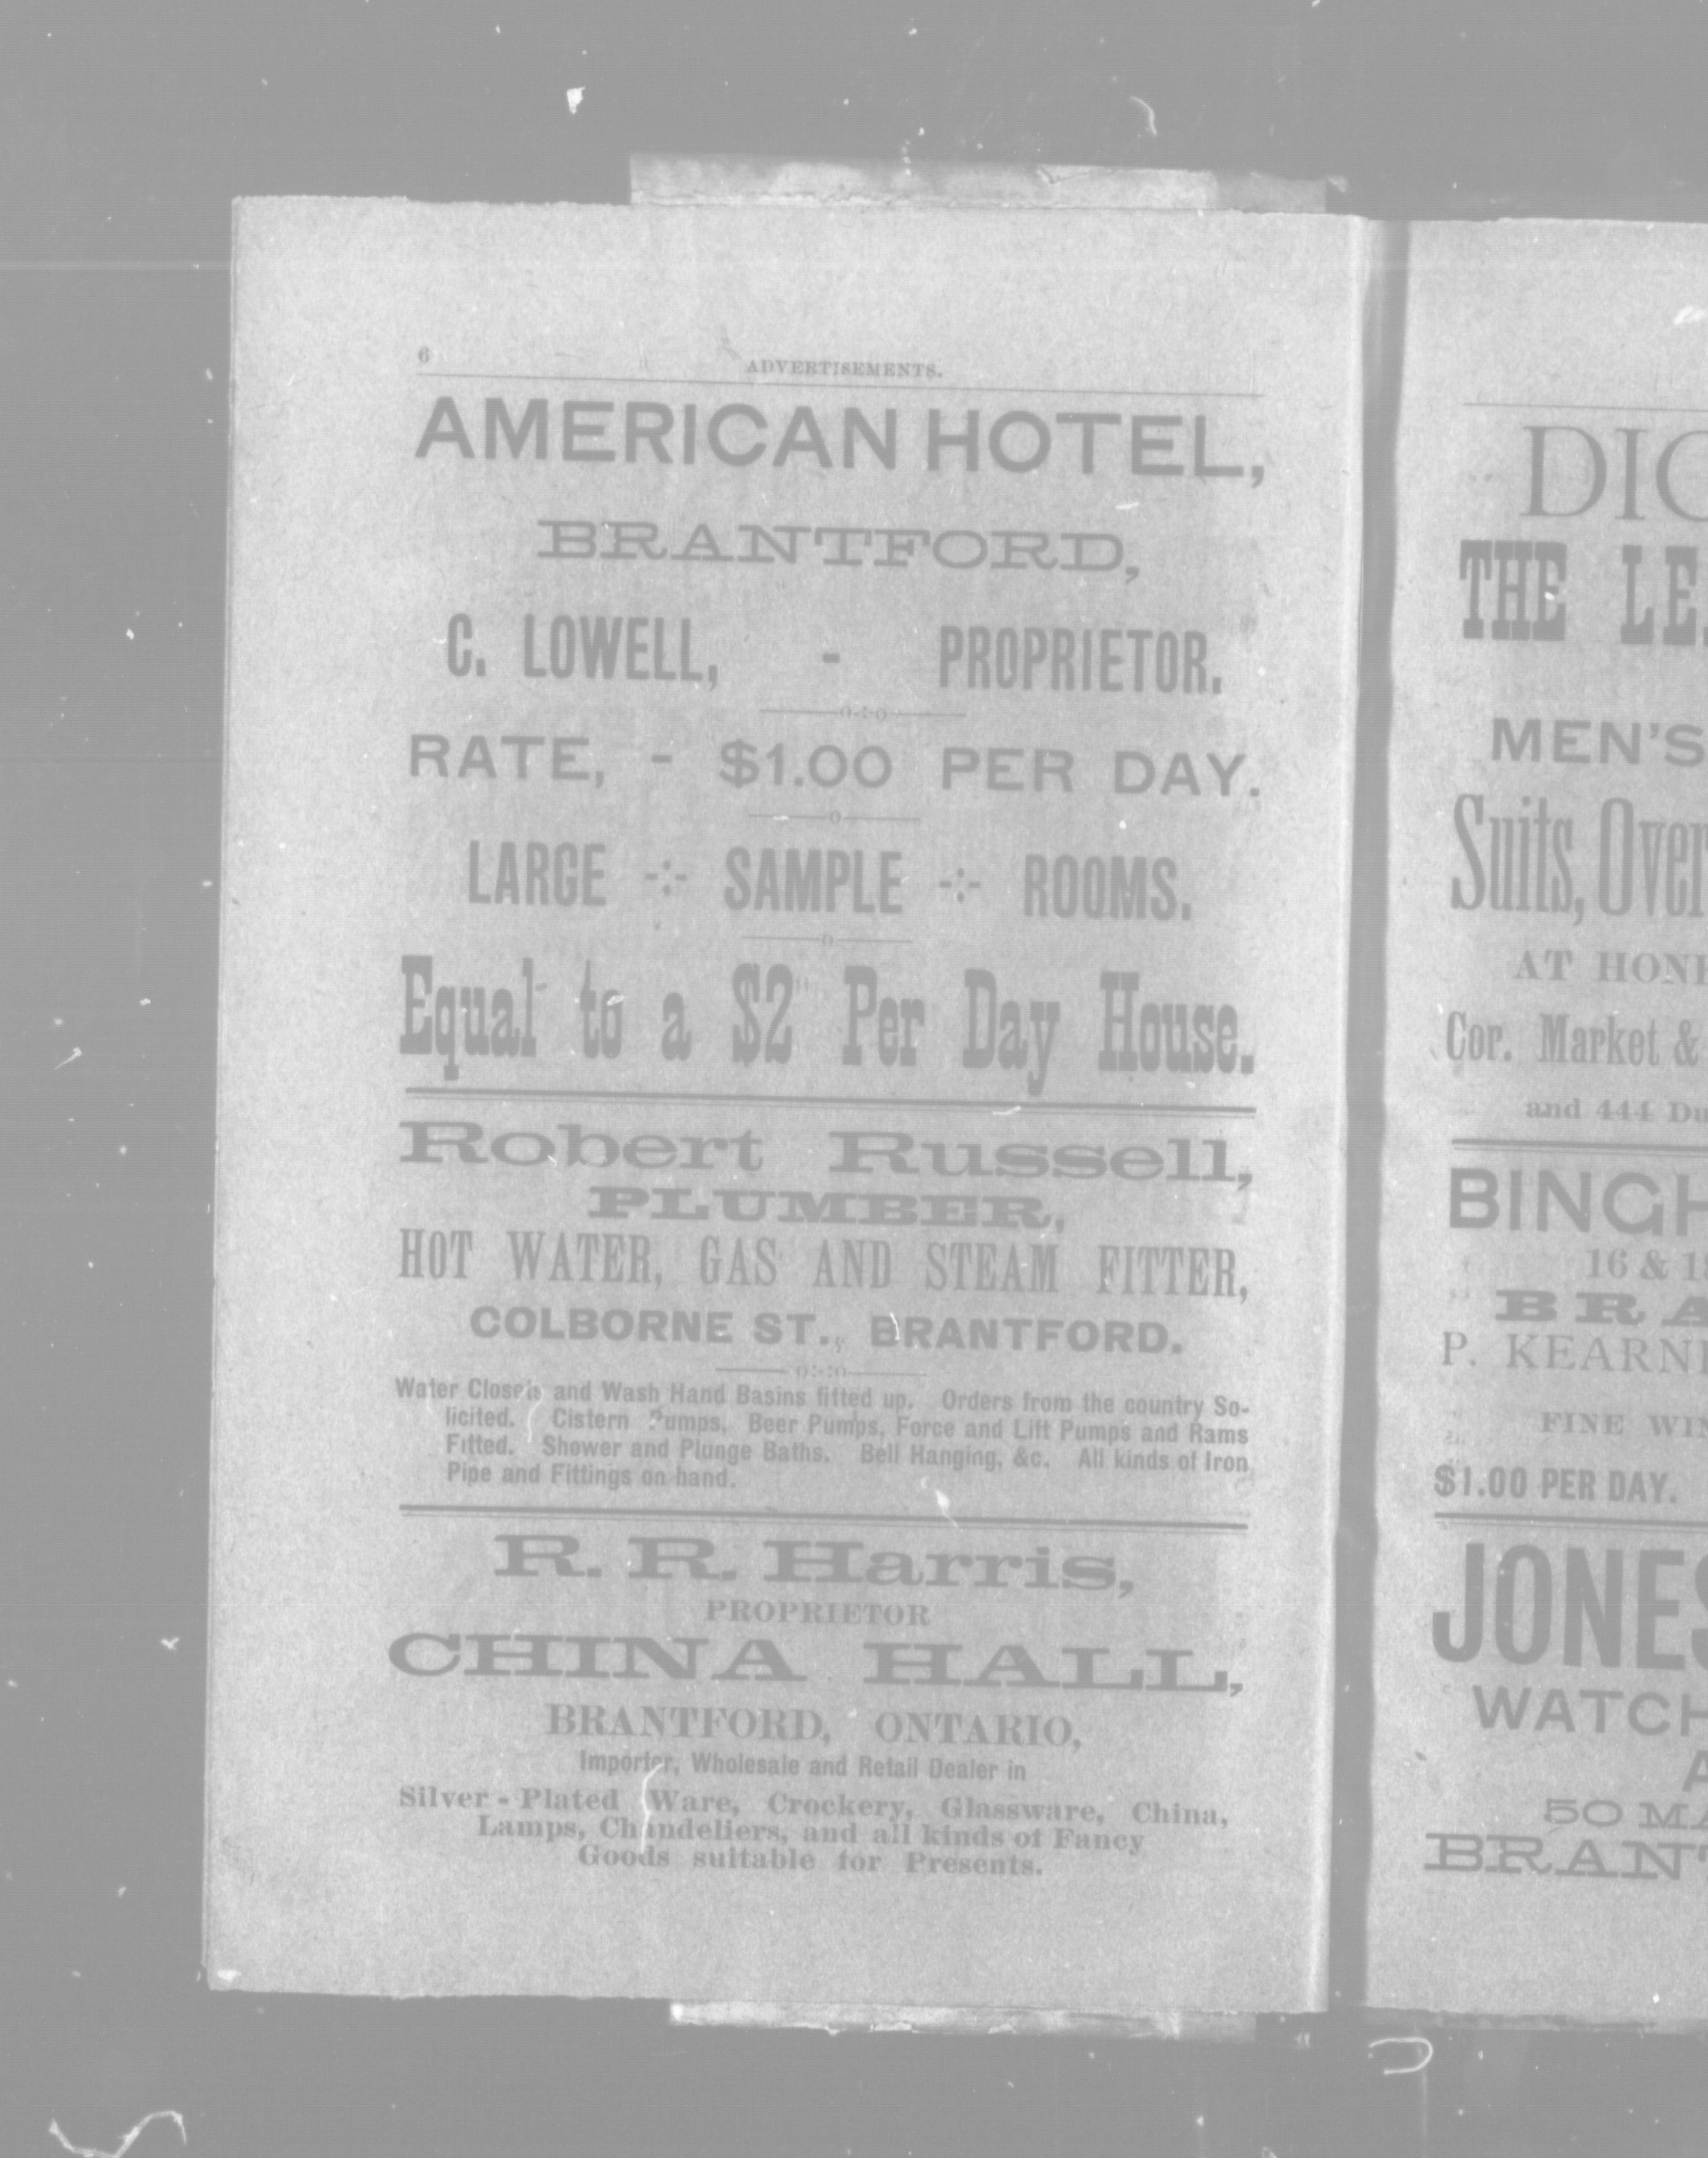 6
ADVERTISEMENTS.
AMERICAN HOTEL,
BRANTFORD,
C. LOWELL, - PROPRIETOR.
RATE, - $1.00 PER DAY.
LARGE -:- SAMPLE -:- ROOMS.
Equal to a $2 Per Day House.
Robert Russell,
PLUMBER,
HOT WATER, GAS AND STEAM FITTER,
COLBORNE ST., BRANTFORD.
Water Closets and Wash Hand Basins fitted up. Orders from the country So-
licited. Cistern Pumps, Beer Pumps, Force and Lift Pumps and Rams
Fitted. Shower and Plunge Baths. Bell Hanging, &c. All kinds of Iron
Pipe and Fittings on hand.
R. R. Harris,
PROPRIETOR
CHINA HALL,
BRANTFORD, ONTARIO,
Importer, Wholesale and Retail Dealer in
Silver-Plated Ware, Crockery, Glassware, China,
Lamps, Chandeliers, and all kinds of Fancy
Goods suitable for Presents.
DIG
THE LE
MEN'S
Suits, Over
AT HON
Cor. Market &
and 444 Du
BINGH
16 & 18
BRA
P. KEARN
FINE WIN
$1.00 PER DAY.
JONES
WATCH
A
50 MA
BRANT